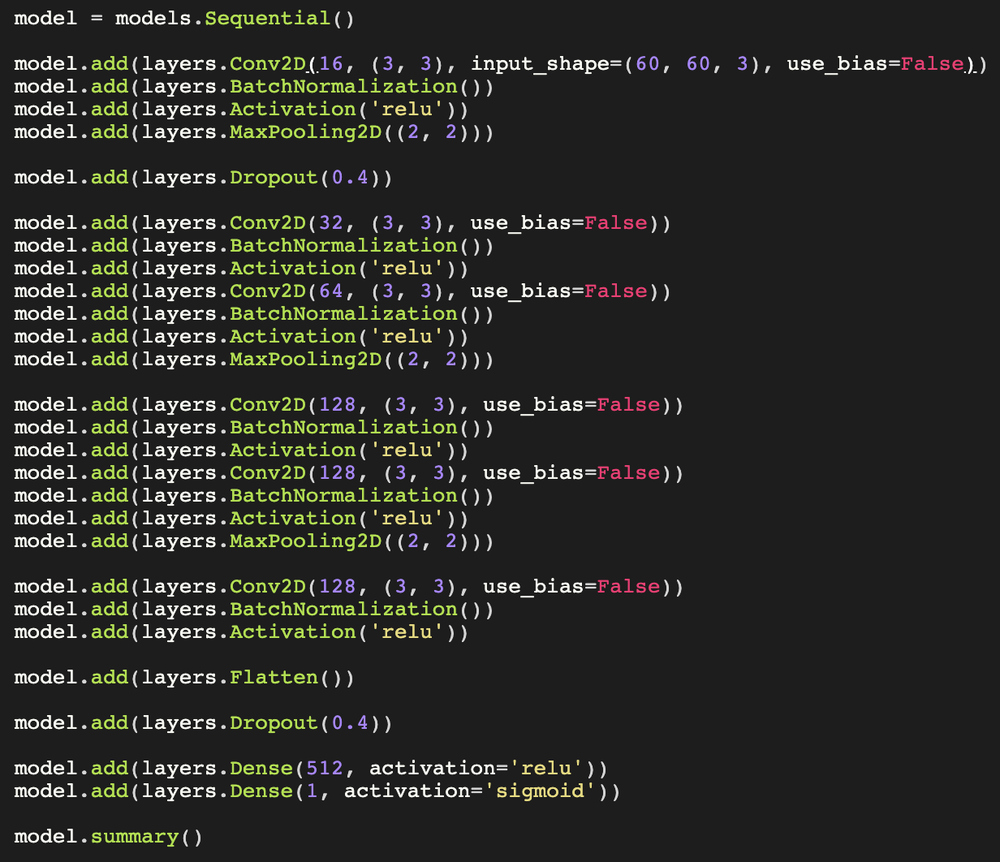 model = models.Sequential()
model.add(layers.Conv2D(16, (3, 3), input_shape=(60, 60, 3), use_bias=False))
model.add(layers.BatchNormalization())
model.add(layers.Activation('relu'))
model.add(layers.MaxPooling2D((2, 2)))
model.add(layers.Dropout(0.4))
model.add(layers.Conv2D(32, (3, 3), use_bias=False))
model.add(layers.BatchNormalization())
model.add(layers.Activation('relu'))
model.add(layers.Conv2D(64, (3, 3), use_bias=False))
model.add(layers.BatchNormalization())
model.add(layers.Activation('relu'))
model.add(layers.MaxPooling2D((2, 2)))
model.add(layers.Conv2D(128, (3, 3), use_bias=False))
model.add(layers.BatchNormalization())
model.add(layers.Activation('relu'))
model.add(layers.Conv2D(128, (3, 3), use_bias=False))
model.add(layers.BatchNormalization())
model.add(layers.Activation('relu'))
model.add(layers.MaxPooling2D((2, 2)))
model.add(layers.Conv2D(128, (3, 3), use_bias=False))
model.add(layers.BatchNormalization())
model.add(layers.Activation('relu'))
model.add(layers.Flatten())
model.add(layers.Dropout(0.4))
model.add(layers.Dense(512, activation='relu'))
model.add(layers.Dense(1, activation='sigmoid'))
model.summary()